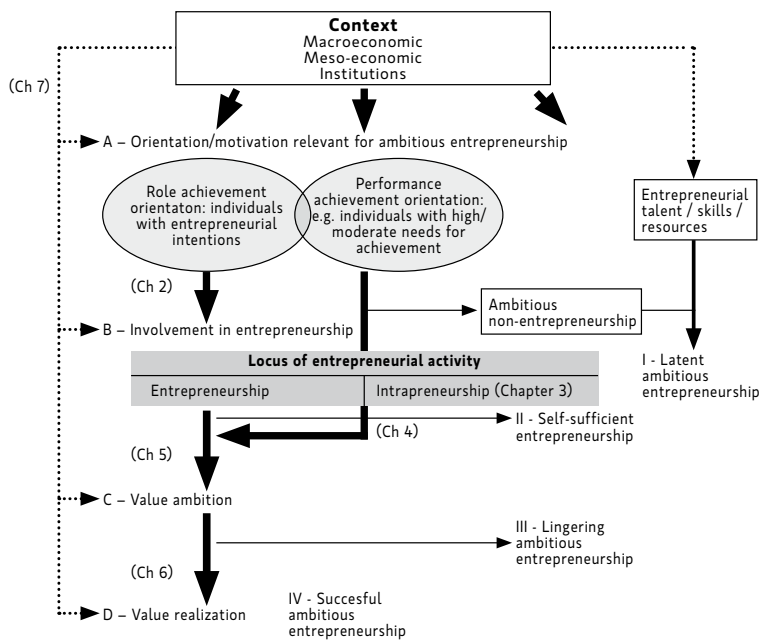 Context
Macroeconomic
Meso-economic
Institutions
(Ch 7)
A – Orientation/motivation relevant for ambitious entrepreneurship
Role achievement
orientaton: individuals
with entrepreneurial
intentions
Performance
achievement orientation:
e.g. individuals with high/
moderate needs for
achievement
Entrepreneurial
talent / skills /
resources
(Ch 2)
Ambitious
non-entrepreneurship
B – Involvement in entrepreneurship
Locus of entrepreneurial activity
Entrepreneurship
Intrapreneurship (Chapter 3)
I - Latent
ambitious
entrepreneurship
(Ch 4)
II - Self-sufficient
entrepreneurship
(Ch 5)
C – Value ambition
III - Lingering
ambitious
entrepreneurship
(Ch 6)
D – Value realization
IV - Succesful
ambitious
entrepreneurship